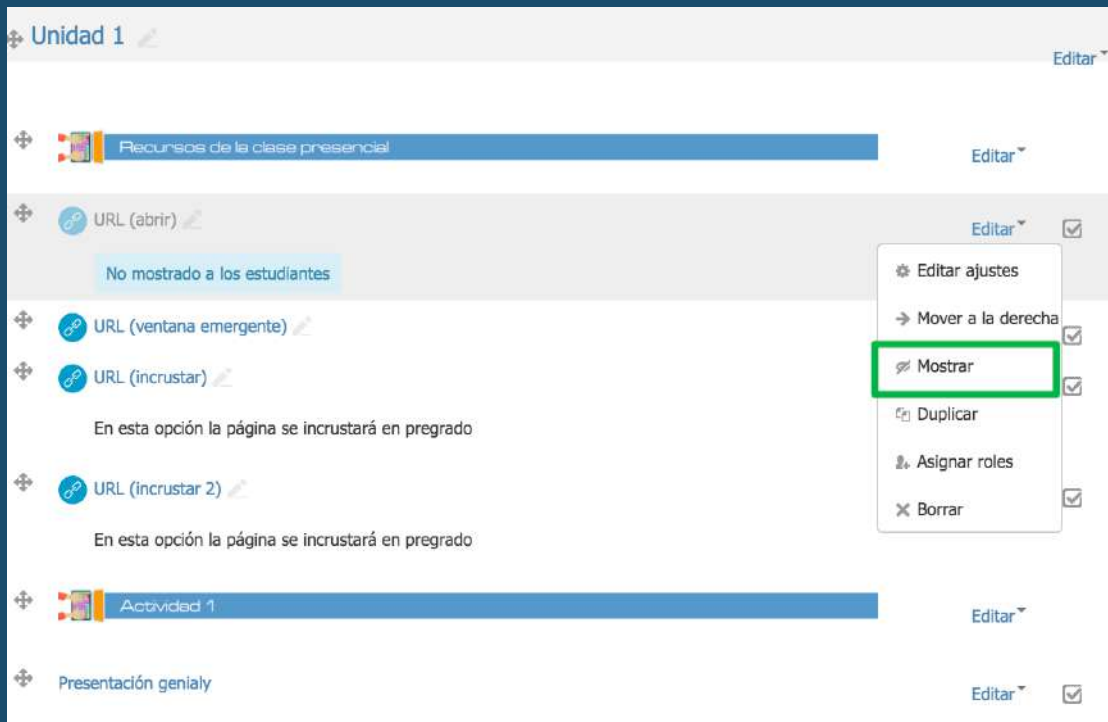 Unidad 1
Editar
Recursos de la clase presencial
Editar
URL (abrir)
Editar
No mostrado a los estudiantes
Editar ajustes
Mover a la derecha
Mostrar
Duplicar
Asignar roles
Borrar
URL (ventana emergente)
URL (incrustar)
En esta opción la página se incrustará en pregrado
URL (incrustar 2)
En esta opción la página se incrustará en pregrado
Actividad 1
Editar
Presentación genialy
Editar